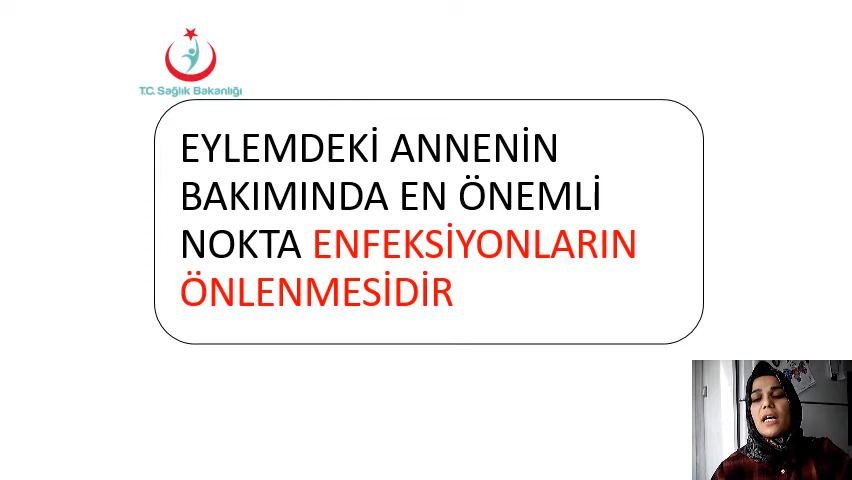 T.C. Sağlık Bakanlığı
EYLEMDEKİ ANNENİN
BAKIMINDA EN ÖNEMLİ
NOKTA ENFEKSİYONLARIN
ÖNLENMESİDİR